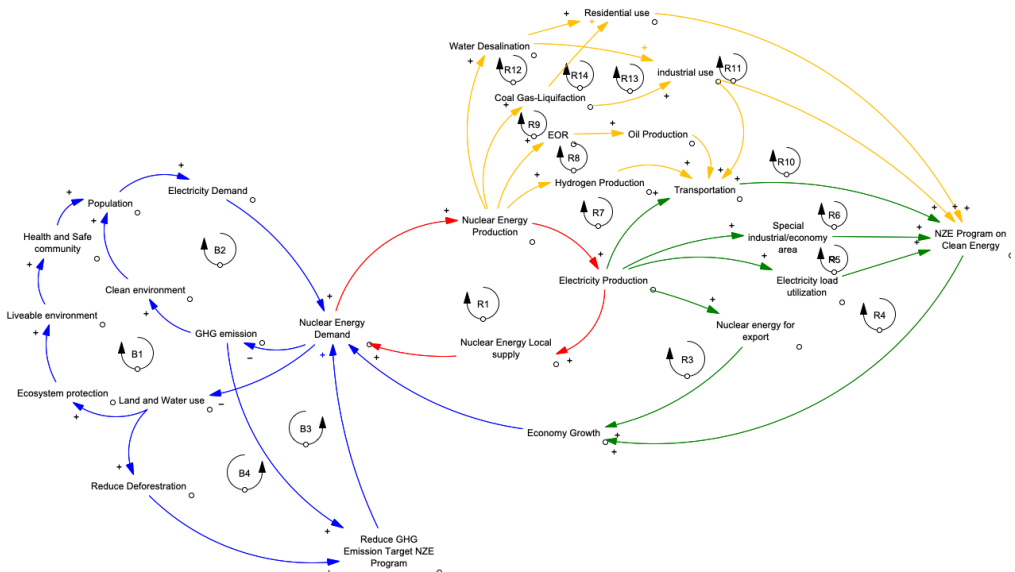 Residential use
Water Desalination
R12
R14
R13
industrial use
R11
Coal Gas-Liquifaction
R9
EOR
Oil Production
R8
R10
Hydrogen Production
Transportation
Electricity Demand
Population
R7
Nuclear Energy
Production
R6
Special
industrial/economy
area
NZE Program on
Clean Energy
Health and Safe
community
B2
R5
Electricity Production
Electricity load
utilization
Clean environment
R1
R4
Liveable environment
GHG emission
Nuclear Energy
Demand
Nuclear energy for
export
Nuclear Energy Local
supply
B1
R3
Ecosystem protection
Land and Water use
B3
Economy Growth
B4
Reduce Deforestration
Reduce GHG
Emission Target NZE
Program